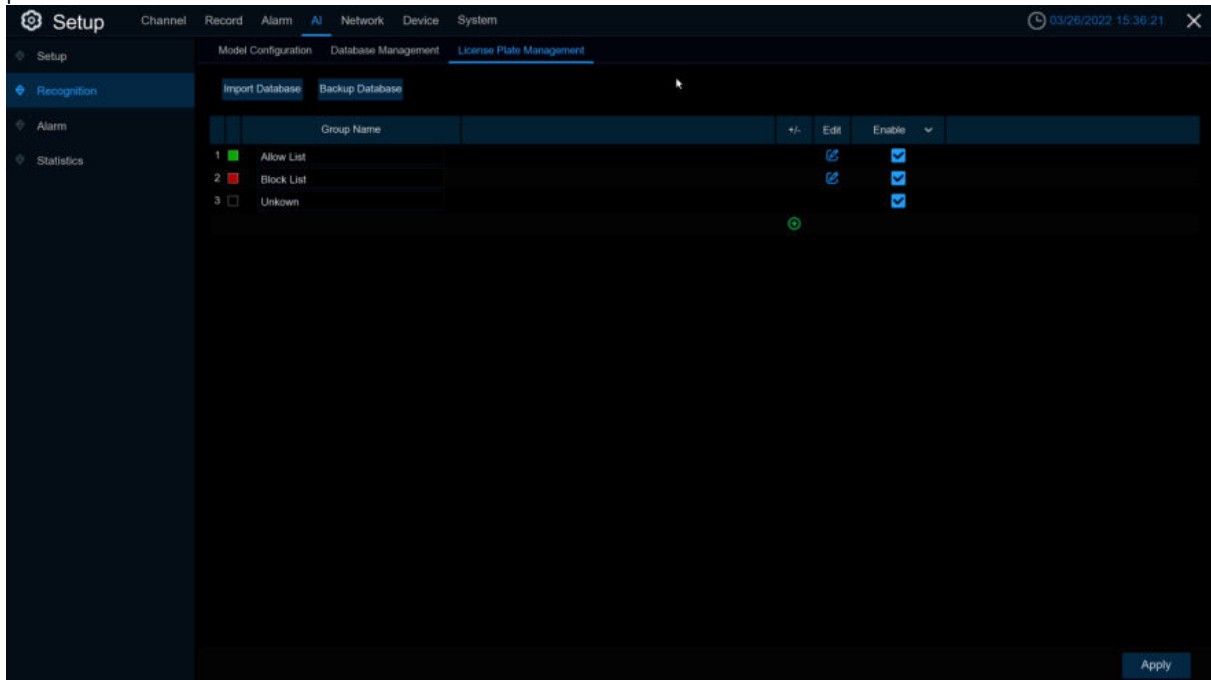 Setup Channel Record Alarm AI Network Device System 03/26/2022 15:36:21
Setup
Recognition
Alarm
Statistics
Model Configuration Database Management License Plate Management
Import Database Backup Database
Group Name +/- Edit Enable
1 Allow List
2 Block List
3 Unkown
Apply